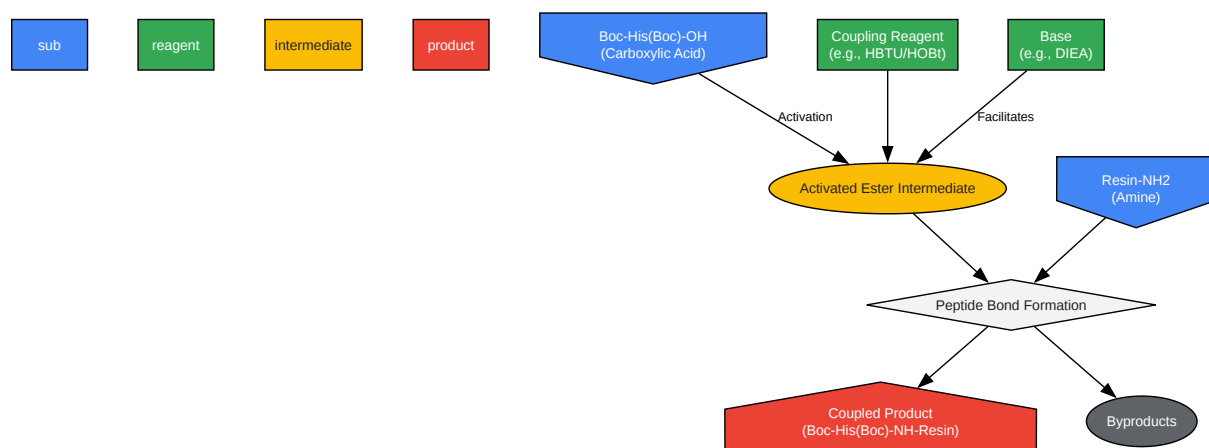 sub
reagent
intermediate
product
Boc-His(Boc)-OH
(Carboxylic Acid)
Coupling Reagent
(e.g., HBTU/HOBt)
Base
(e.g., DIEA)
Activation
Facilitates
Activated Ester Intermediate
Resin-NH2
(Amine)
Peptide Bond Formation
Coupled Product
(Boc-His(Boc)-NH-Resin)
Byproducts